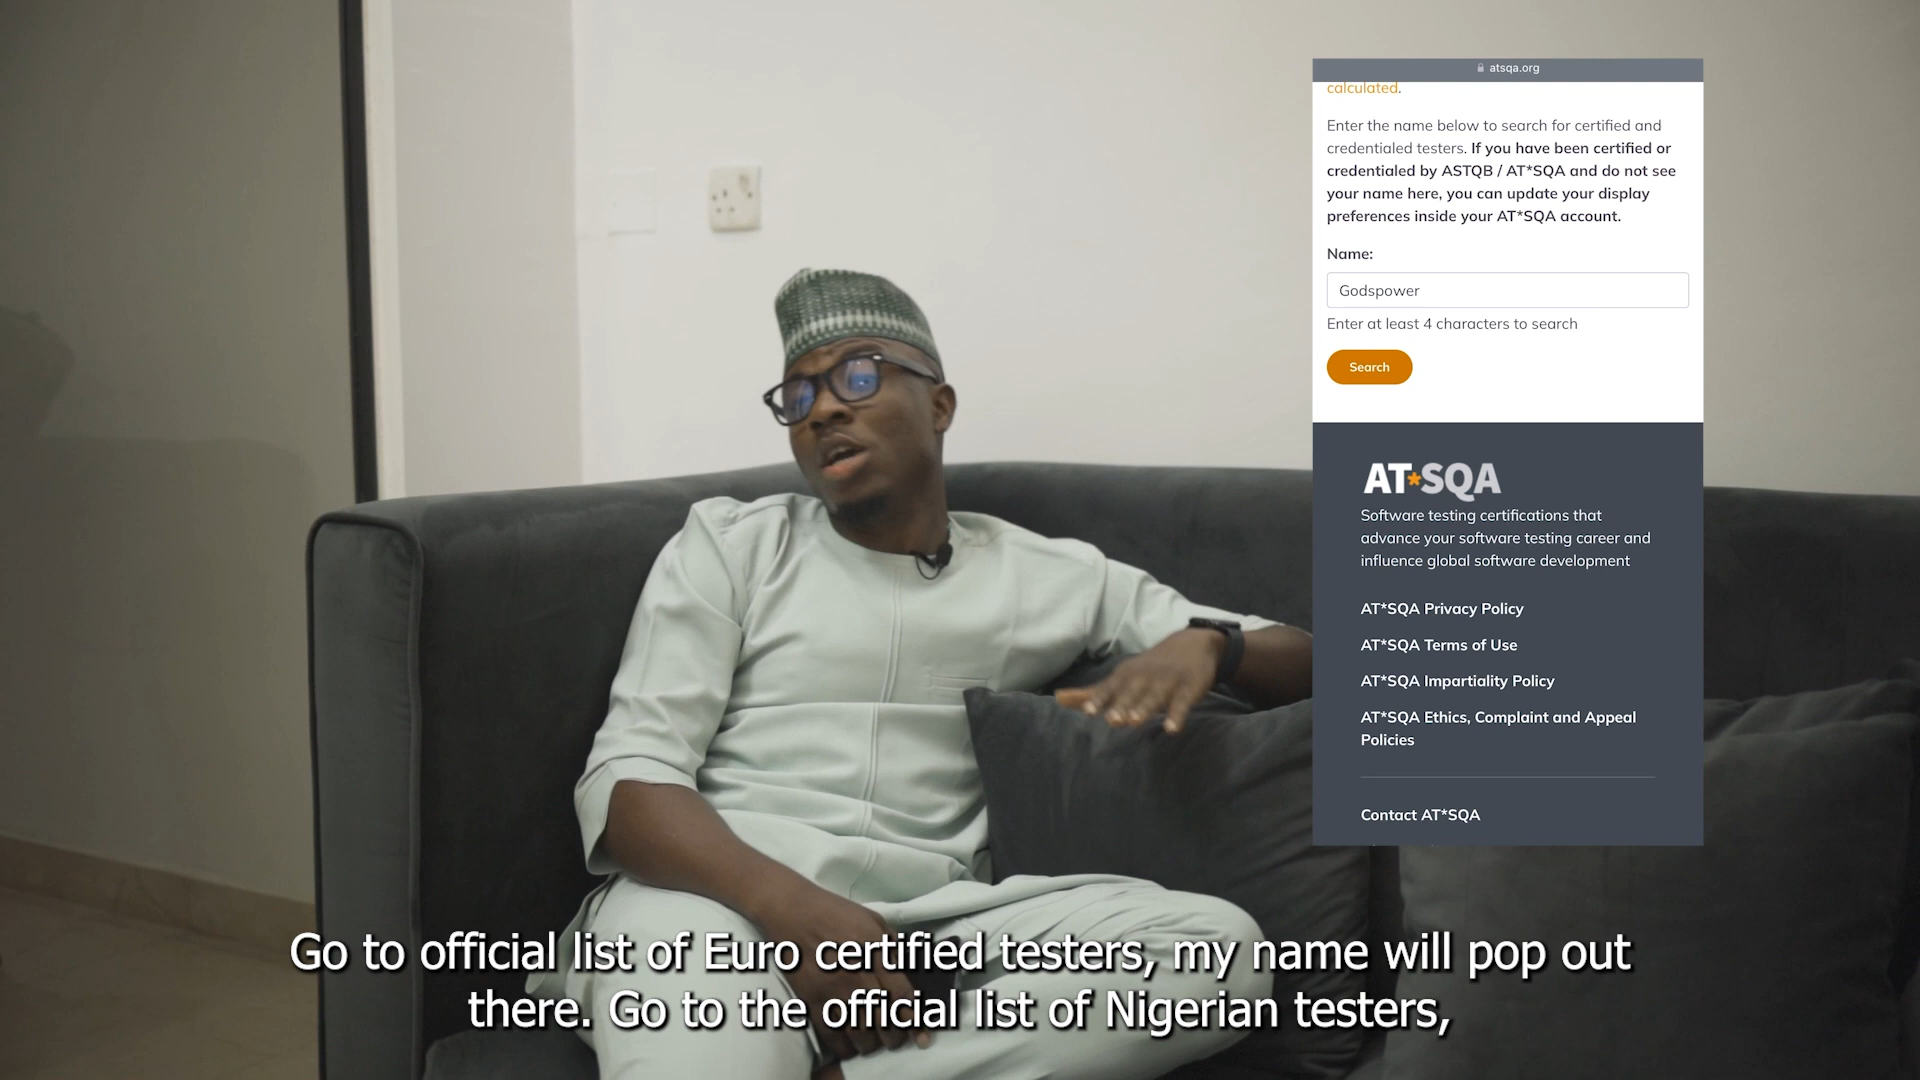 atsqa.org
calculated.
Enter the name below to search for certified and
credentialed testers. If you have been certified or
credentialed by ASTQB / AT*SQA and do not see
your name here, you can update your display
preferences inside your AT*SQA account.
Name:
Godspower
Enter at least 4 characters to search
Search
AT*SQA
Software testing certifications that
advance your software testing career and
influence global software development
AT*SQA Privacy Policy
AT*SQA Terms of Use
AT*SQA Impartiality Policy
AT*SQA Ethics, Complaint and Appeal
Policies
Contact AT*SQA
Go to official list of Euro certified testers, my name will pop out
there. Go to the official list of Nigerian testers,